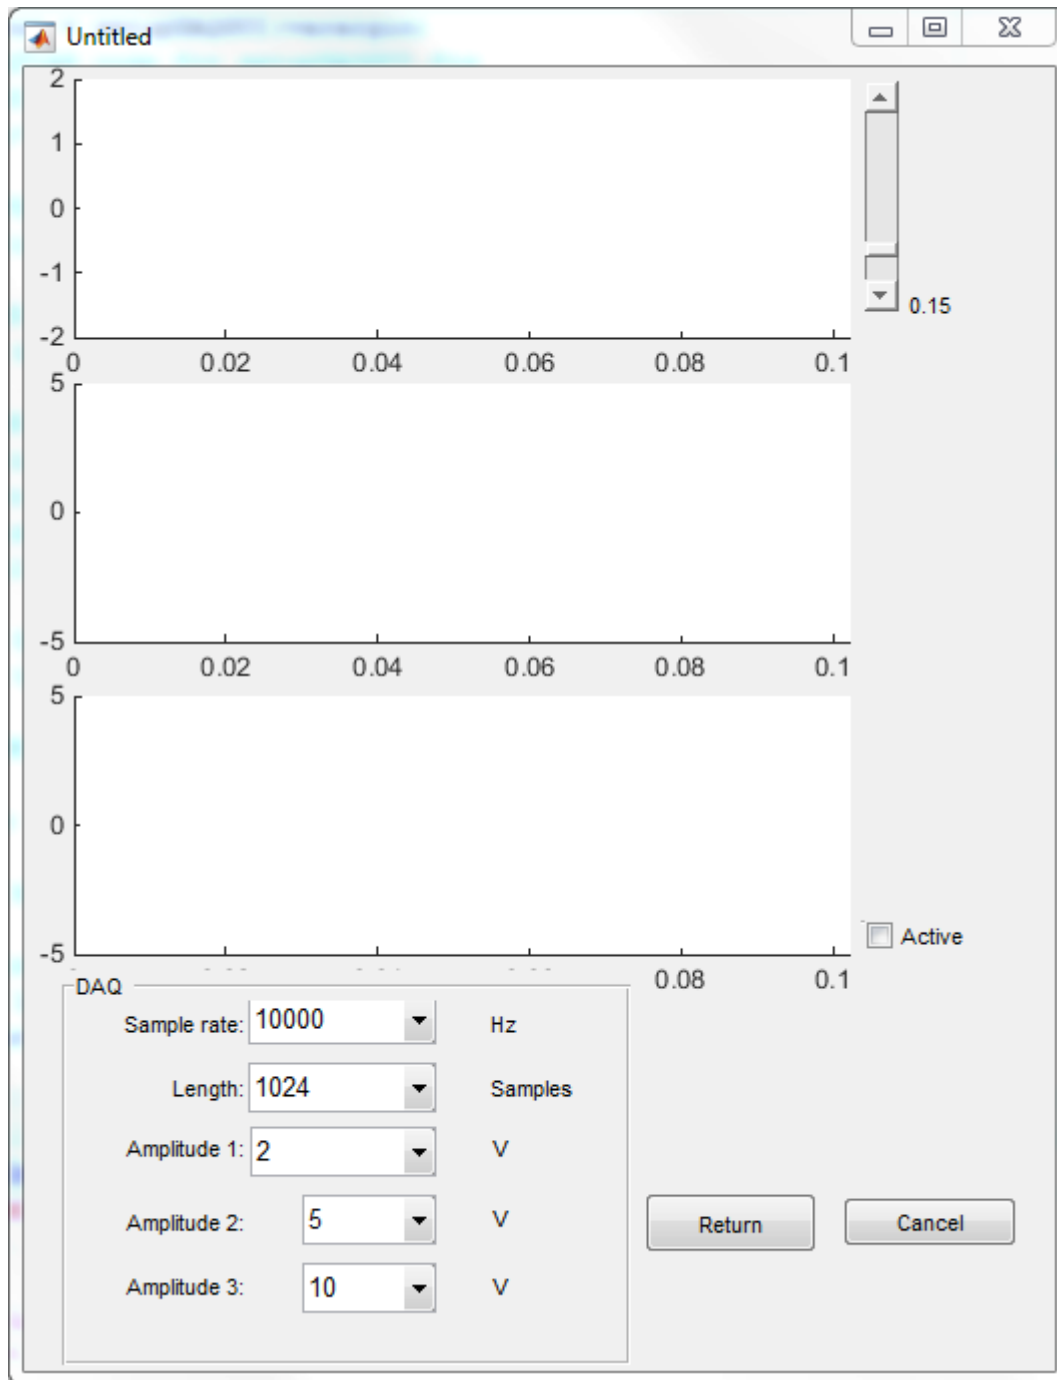 Untitled
2
1
0
-1
-2
0 0.02 0.04 0.06 0.08 0.1
0.15
5
0
-5
0 0.02 0.04 0.06 0.08 0.1
5
0
-5
0.08 0.1
Active
DAQ
Sample rate: 10000 Hz
Length: 1024 Samples
Amplitude 1: 2 V
Amplitude 2: 5 V
Amplitude 3: 10 V
Return Cancel